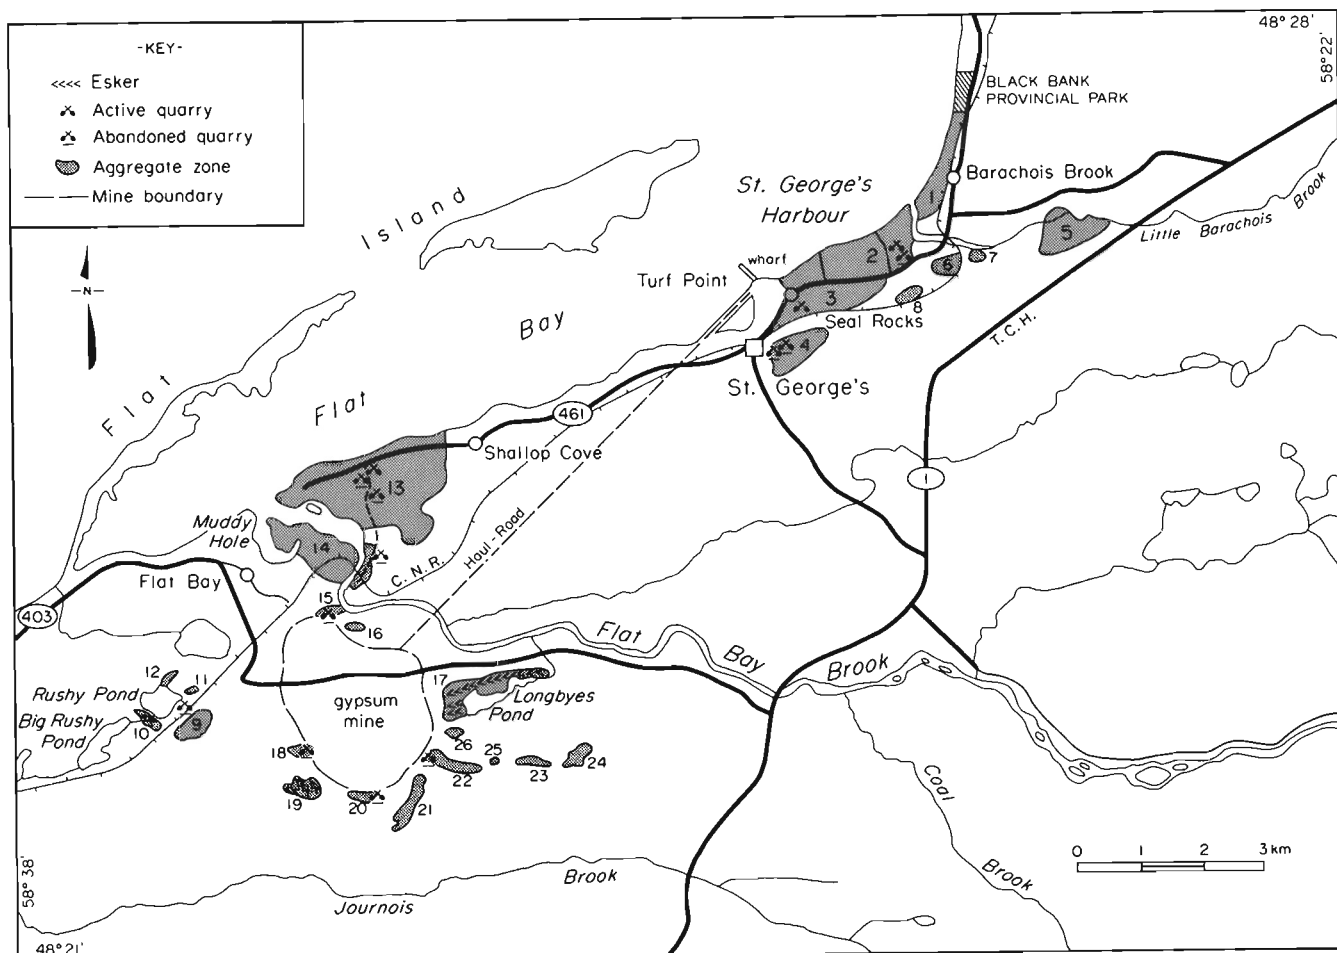 -KEY-
<<<< Esker
Active quarry
Abandoned quarry
Aggregate zone
Mine boundary
48° 28'
58° 22'
BLACK BANK
PROVINCIAL PARK
Barachois Brook
Island
St. George's
Harbour
1
5
Little Barachois
Brook
2
6
7
wharf
Turf Point
3
8
Bay
Seal Rocks
T.C.H.
4
St. George's
Flat
Flat
461
Shallop Cove
13
1
Muddy
Hole
14
Haul-Road
C.N.R.
Flat Bay
15
403
16
Flat
Bay
Brook
12
11
17
Rushy Pond
gypsum
mine
Longbyes
Pond
Big Rushy
Pond
10
9
18
26
25
22
23
24
19
20
21
Coal
Brook
0 1 2 3 km
58° 38'
Brook
Journois
48° 21'